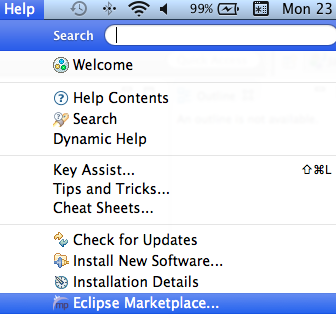 Help 99% Mon 23
Search
Welcome
Help Contents
Search
Dynamic Help
Key Assist... ⇧⌘L
Tips and Tricks...
Cheat Sheets...
Check for Updates
Install New Software...
Installation Details
Eclipse Marketplace...